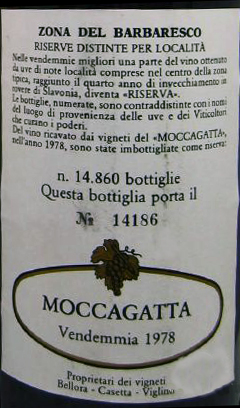 ZONA DEL BARBARESCO
RISERVE DISTINTE PER LOCALITÀ
Nelle vendemmie migliori una parte del vino ottenuto
da uve di note località comprese nel centro della zona
tipica, raggiunto il quarto anno di invecchiamento in
rovere di Slavonia, diventa «RISERVA».
Le bottiglie, numerate, sono contraddistinte con i nomi
del luogo di provenienza delle uve e dei Viticoltori
che curano i poderi.
Del vino ricavato dai vigneti del «MOCCAGATTA»,
nell'anno 1978, sono state imbottigliate come riserva:
n. 14.860 bottiglie
Questa bottiglia porta il
№ 14186
MOCCAGATTA
Vendemmia 1978
Proprietari dei vigneti
Bellora - Casetta - Viglino